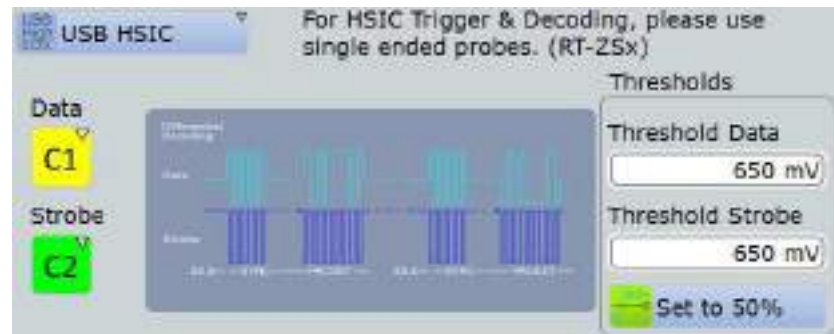 USB HSIC
For HSIC Trigger & Decoding, please use
single ended probes. (RT-ZSx)
Thresholds
Data
C1
Threshold Data
650 mV
Strobe
C2
Threshold Strobe
650 mV
Set to 50%